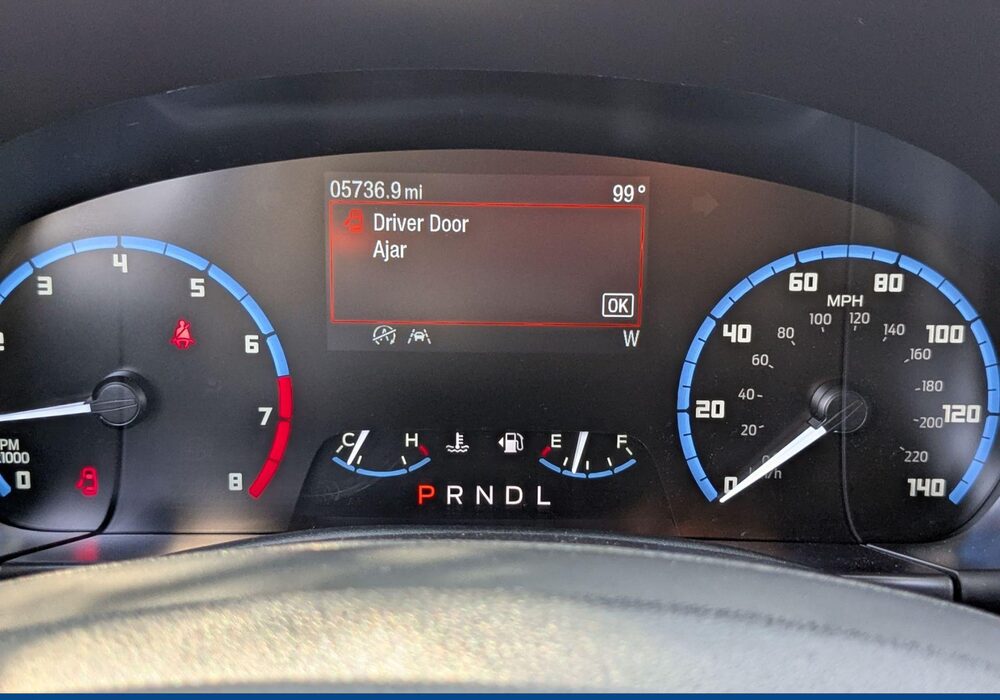 05736.9 mi 99°
Driver Door
Ajar
OK
W
3 4 5 6 7 8
0
x1000
C H
E F
P R N D L
MPH
0 20 40 60 80 100 120 140
20 40 60 80 100 120 140 160 180 200 220